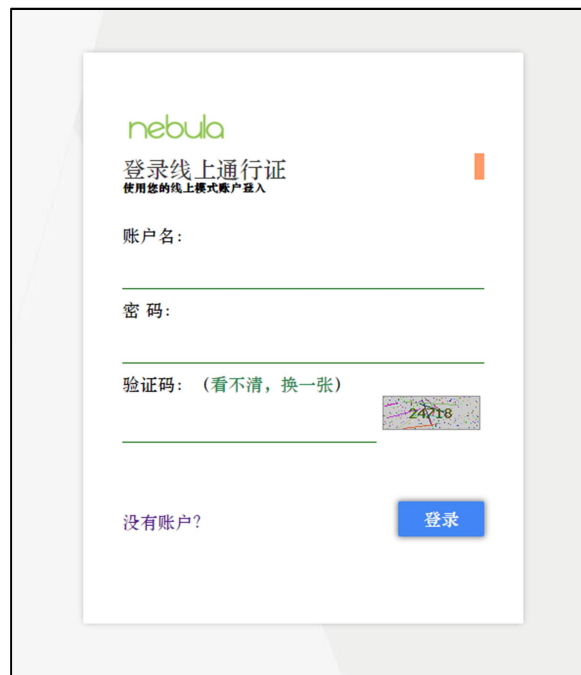 nebula
登录线上通行证
使用您的线上模式账户登入
账户名：
密 码：
验证码：（看不清，换一张）
24718
没有账户？
登录